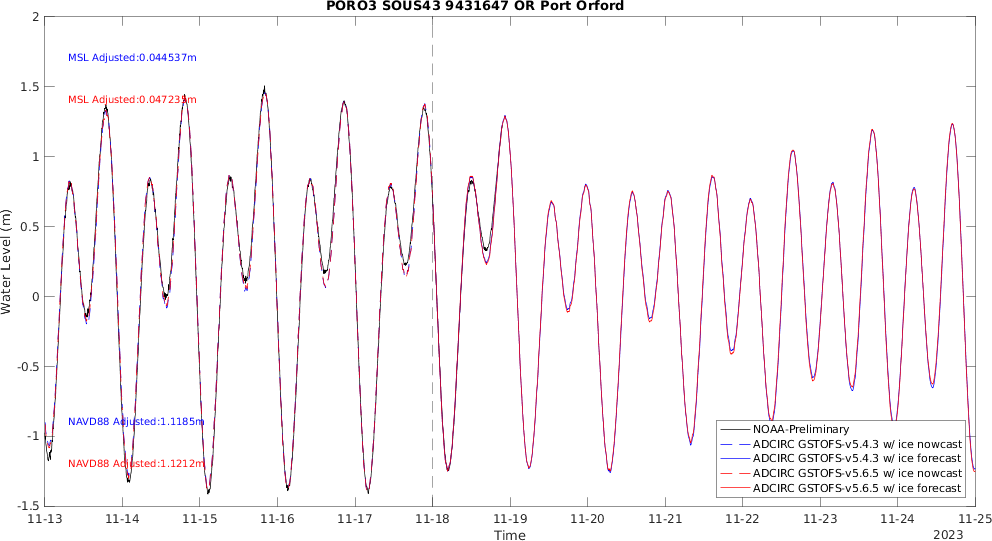 PORO3 SOUS43 9431647 OR Port Orford
MSL Adjusted:0.044537m
MSL Adjusted:0.047235m
NAVD88 Adjusted:1.1185m
NAVD88 Adjusted:1.1212m
Water Level (m)
2
1.5
1
0.5
0
-0.5
-1
-1.5
NOAA-Preliminary
ADCIRC GSTOFS-v5.4.3 w/ ice nowcast
ADCIRC GSTOFS-v5.4.3 w/ ice forecast
ADCIRC GSTOFS-v5.6.5 w/ ice nowcast
ADCIRC GSTOFS-v5.6.5 w/ ice forecast
11-13 11-14 11-15 11-16 11-17 11-18 11-19 11-20 11-21 11-22 11-23 11-24 11-25
Time
2023